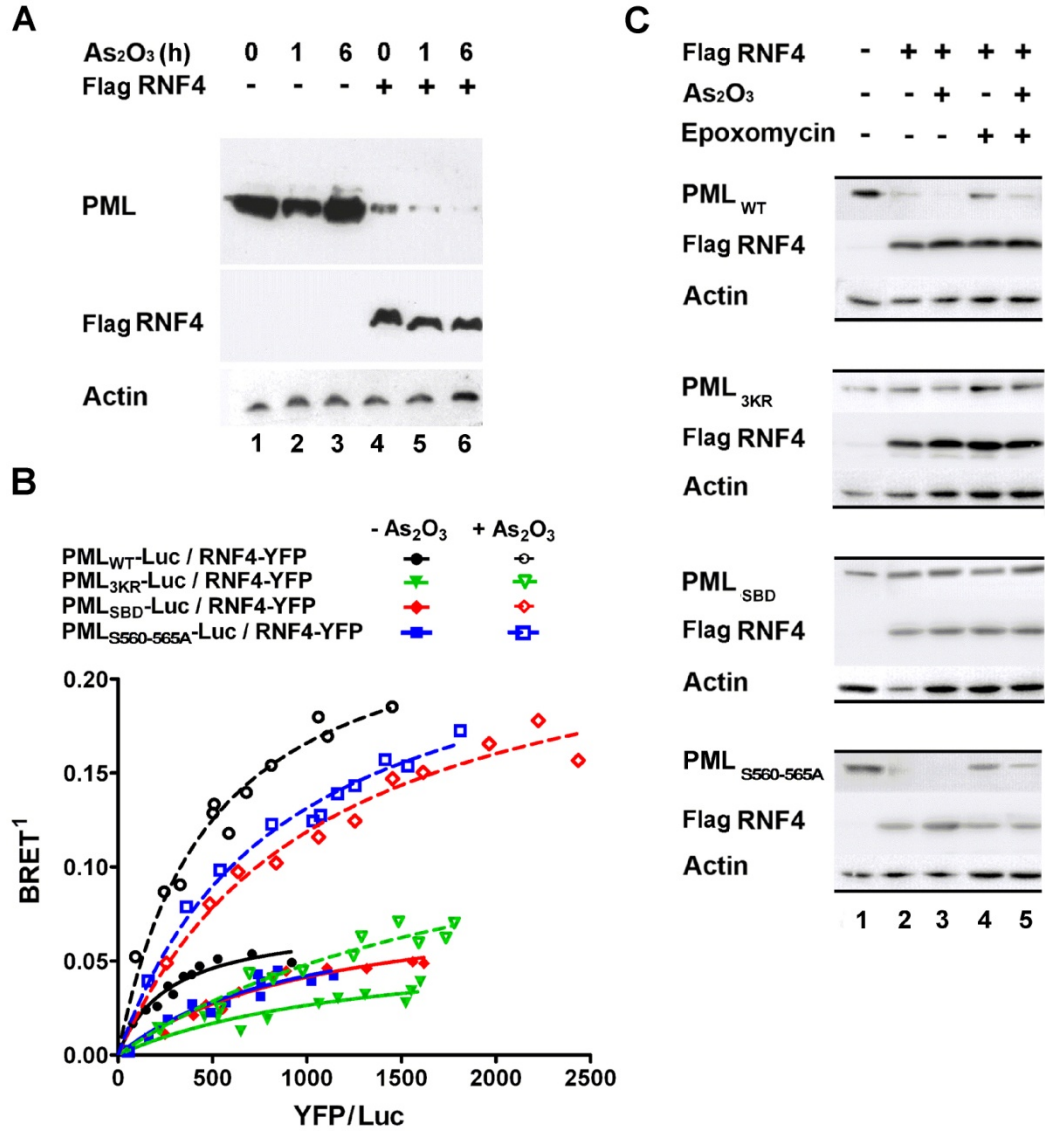 A
As₂O₃ (h) 0 1 6 0 1 6
Flag RNF4 - - - + + +
PML
Flag RNF4
Actin
1 2 3 4 5 6
B
- As₂O₃ + As₂O₃
PML_WT-Luc / RNF4-YFP
PML_3KR-Luc / RNF4-YFP
PML_SBD-Luc / RNF4-YFP
PML_S560-565A-Luc / RNF4-YFP
0.20
0.15
0.10
0.05
0.00
BRET¹
0 500 1000 1500 2000 2500
YFP/Luc
C
Flag RNF4 - + + + +
As₂O₃ - - + - +
Epoxomycin - - - + +
PML WT
Flag RNF4
Actin
PML 3KR
Flag RNF4
Actin
PML SBD
Flag RNF4
Actin
PML S560-565A
Flag RNF4
Actin
1 2 3 4 5